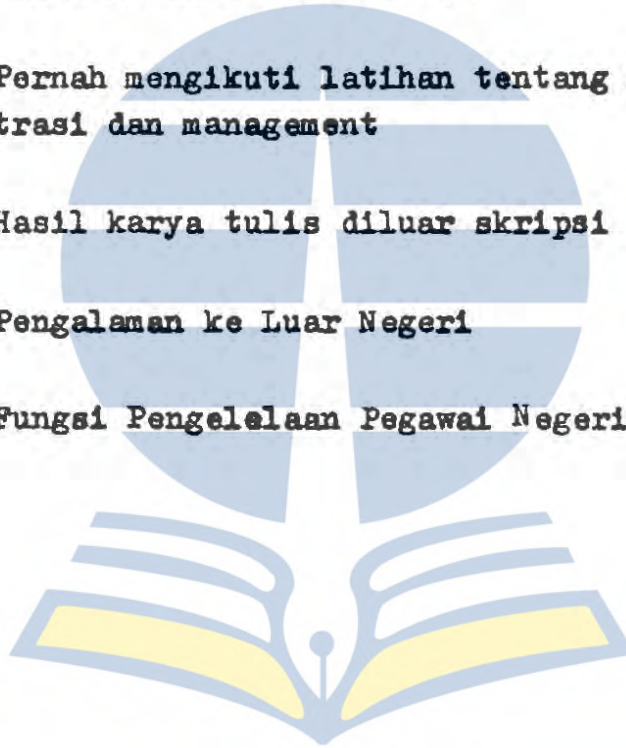 Pernah mengikuti latihan tentang
trasi dan management
Hasil karya tulis diluar skripsi
Pengalaman ke Luar Negeri
Fungsi Pengelelaan Pegawai Negeri